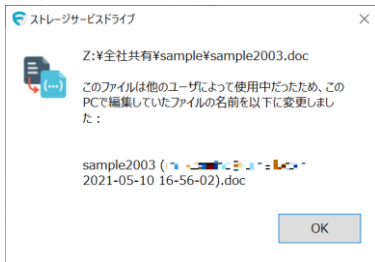 ストレージサービスドライブ
Z:¥全社共有¥sample¥sample2003.doc
このファイルは他のユーザによって使用中だったため、この
PCで編集していたファイルの名前を以下に変更しまし
た：
sample2003 (
2021-05-10 16-56-02).doc
OK